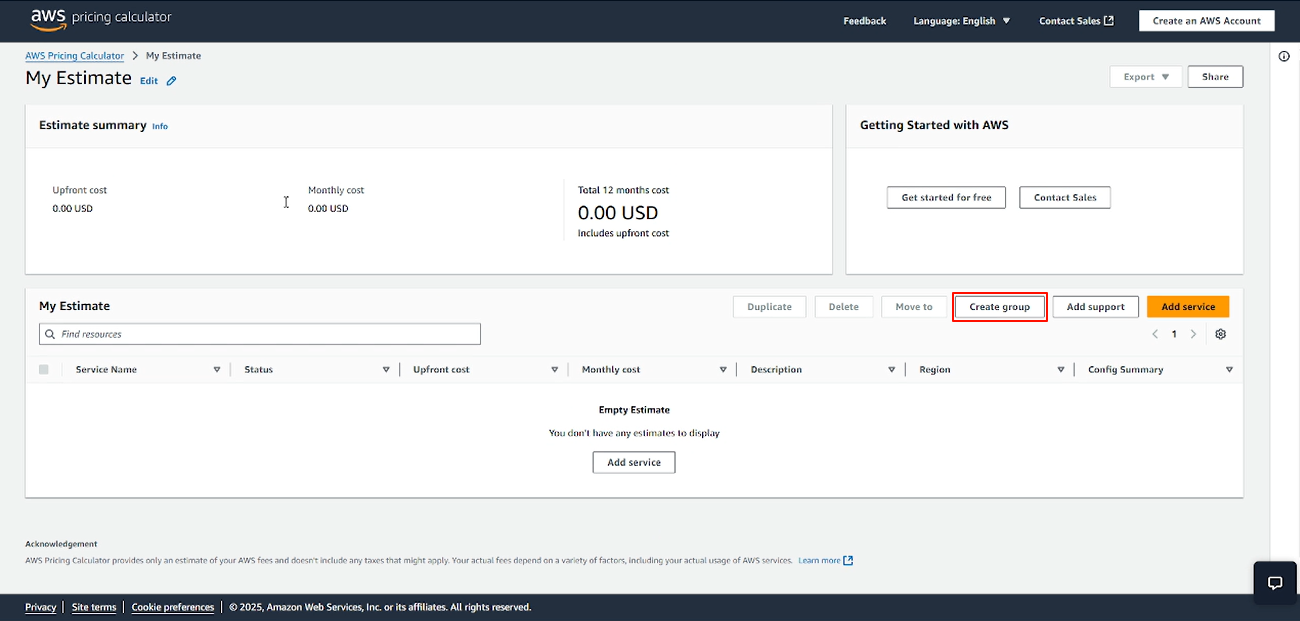 aws pricing calculator
Feedback Language: English Contact Sales Create an AWS Account
AWS Pricing Calculator > My Estimate
My Estimate Edit
Export Share
Estimate summary Info
Getting Started with AWS
Upfront cost
0.00 USD
Monthly cost
0.00 USD
Total 12 months cost
0.00 USD
Includes upfront cost
Get started for free Contact Sales
My Estimate
Duplicate Delete Move to Create group Add support Add service
Find resources
< 1 >
Service Name Status Upfront cost Monthly cost Description Region Config Summary
Empty Estimate
You don't have any estimates to display
Add service
Acknowledgement
AWS Pricing Calculator provides only an estimate of your AWS fees and doesn't include any taxes that might apply. Your actual fees depend on a variety of factors, including your actual usage of AWS services. Learn more
Privacy | Site terms | Cookie preferences | © 2025, Amazon Web Services, Inc. or its affiliates. All rights reserved.